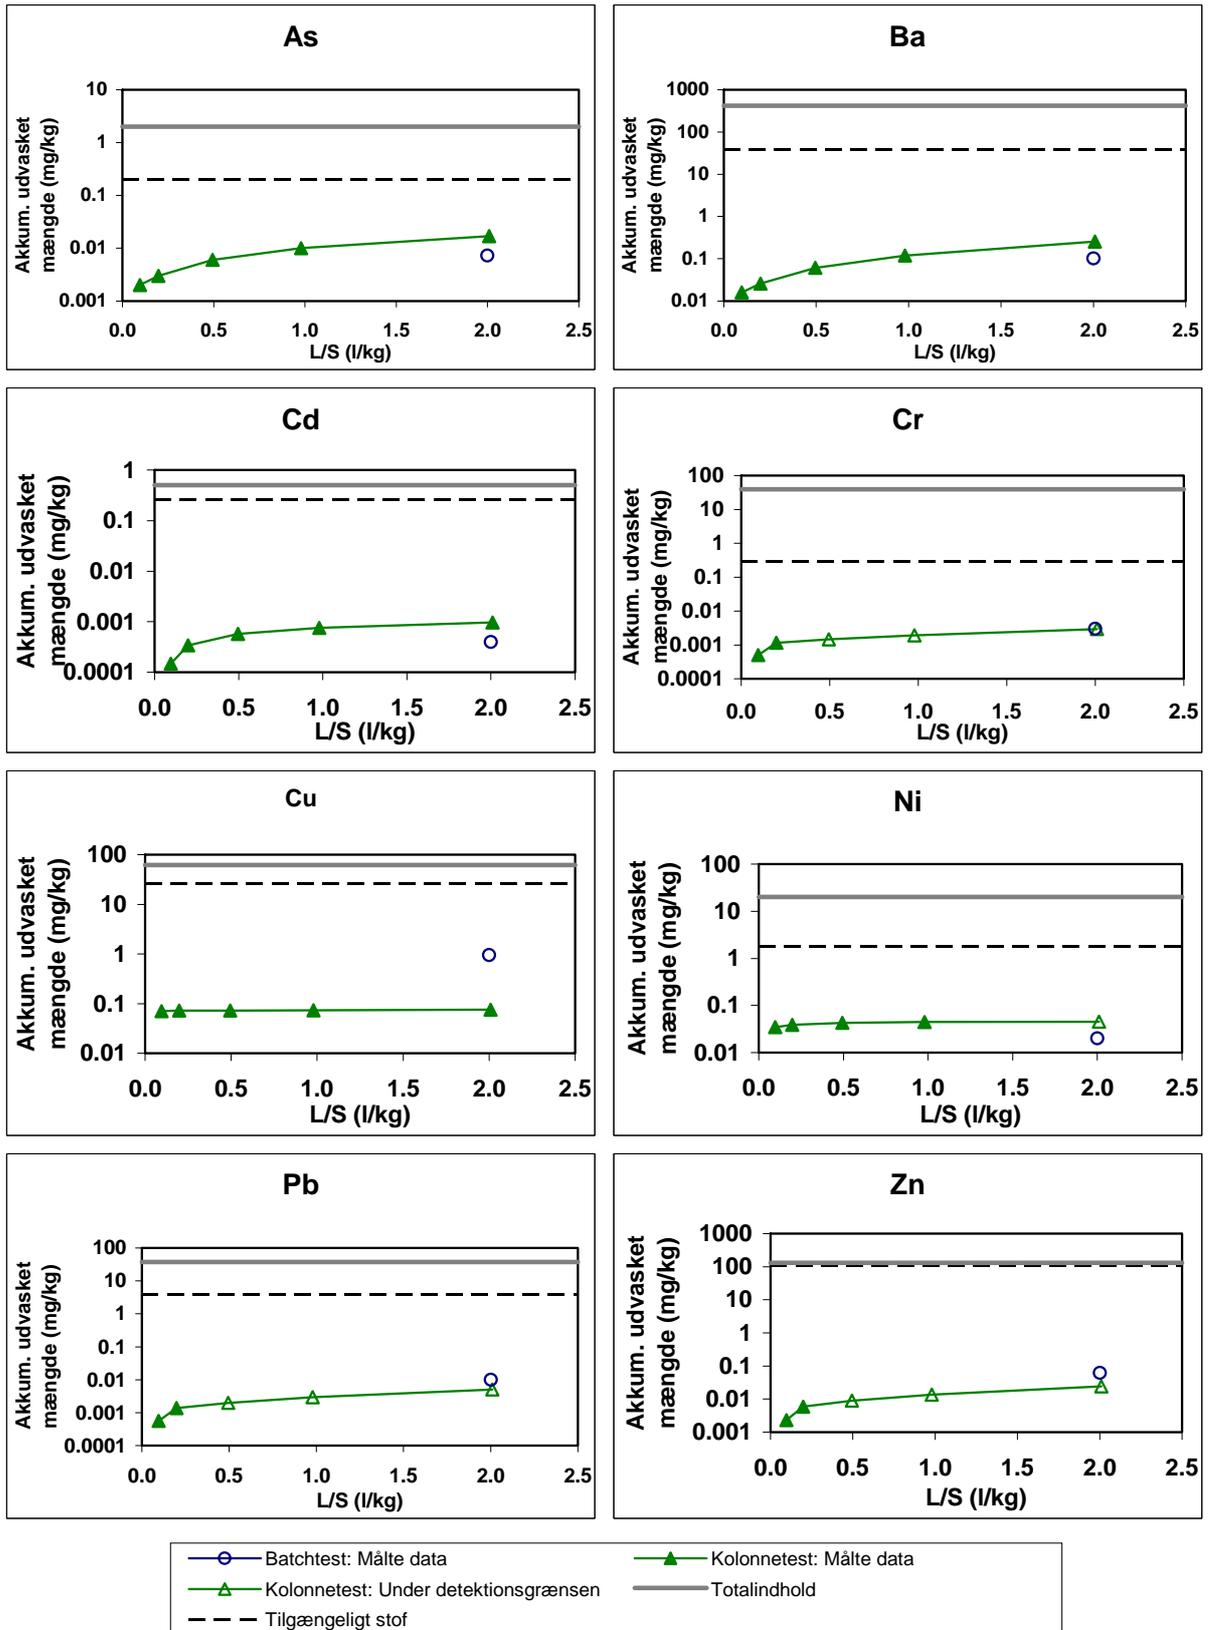 As
Akkum. udvasket
mængde (mg/kg)
10
1
0.1
0.01
0.001
0.0 0.5 1.0 1.5 2.0 2.5
L/S (l/kg)
Ba
Akkum. udvasket
mængde (mg/kg)
1000
100
10
1
0.1
0.01
0.0 0.5 1.0 1.5 2.0 2.5
L/S (l/kg)
Cd
Akkum. udvasket
mængde (mg/kg)
1
0.1
0.01
0.001
0.0001
0.0 0.5 1.0 1.5 2.0 2.5
L/S (l/kg)
Cr
Akkum. udvasket
mængde (mg/kg)
100
10
1
0.1
0.01
0.001
0.0001
0.0 0.5 1.0 1.5 2.0 2.5
L/S (l/kg)
Cu
Akkum. udvasket
mængde (mg/kg)
100
10
1
0.1
0.01
0.0 0.5 1.0 1.5 2.0 2.5
L/S (l/kg)
Ni
Akkum. udvasket
mængde (mg/kg)
100
10
1
0.1
0.01
0.0 0.5 1.0 1.5 2.0 2.5
L/S (l/kg)
Pb
Akkum. udvasket
mængde (mg/kg)
100
10
1
0.1
0.01
0.001
0.0001
0.0 0.5 1.0 1.5 2.0 2.5
L/S (l/kg)
Zn
Akkum. udvasket
mængde (mg/kg)
1000
100
10
1
0.1
0.01
0.001
0.0 0.5 1.0 1.5 2.0 2.5
L/S (l/kg)
Batchtest: Målte data
Kolonnetest: Målte data
Kolonnetest: Under detektionsgrænsen
Totalindhold
Tilgængeligt stof